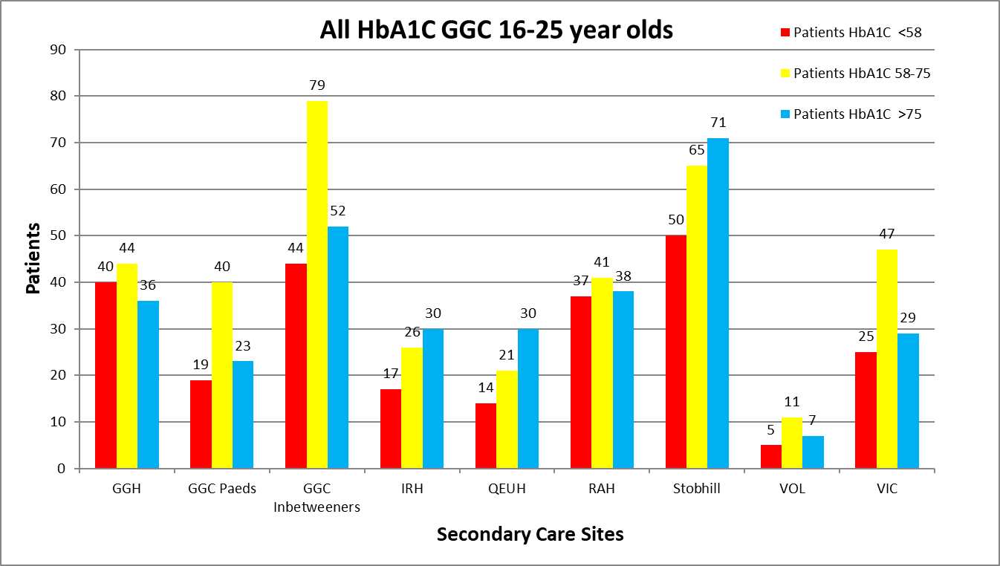 All HbA1C GGC 16-25 year olds
Patients HbA1C <58
Patients HbA1C 58-75
Patients HbA1C >75
Patients
90
80
70
60
50
40
30
20
10
0
40 44 36
19 40 23
44 79 52
17 26 30
14 21 30
37 41 38
50 65 71
5 11 7
25 47 29
GGH
GGC Paeds
GGC
Inbetweeners
IRH
QEUH
RAH
Stobhill
VOL
VIC
Secondary Care Sites